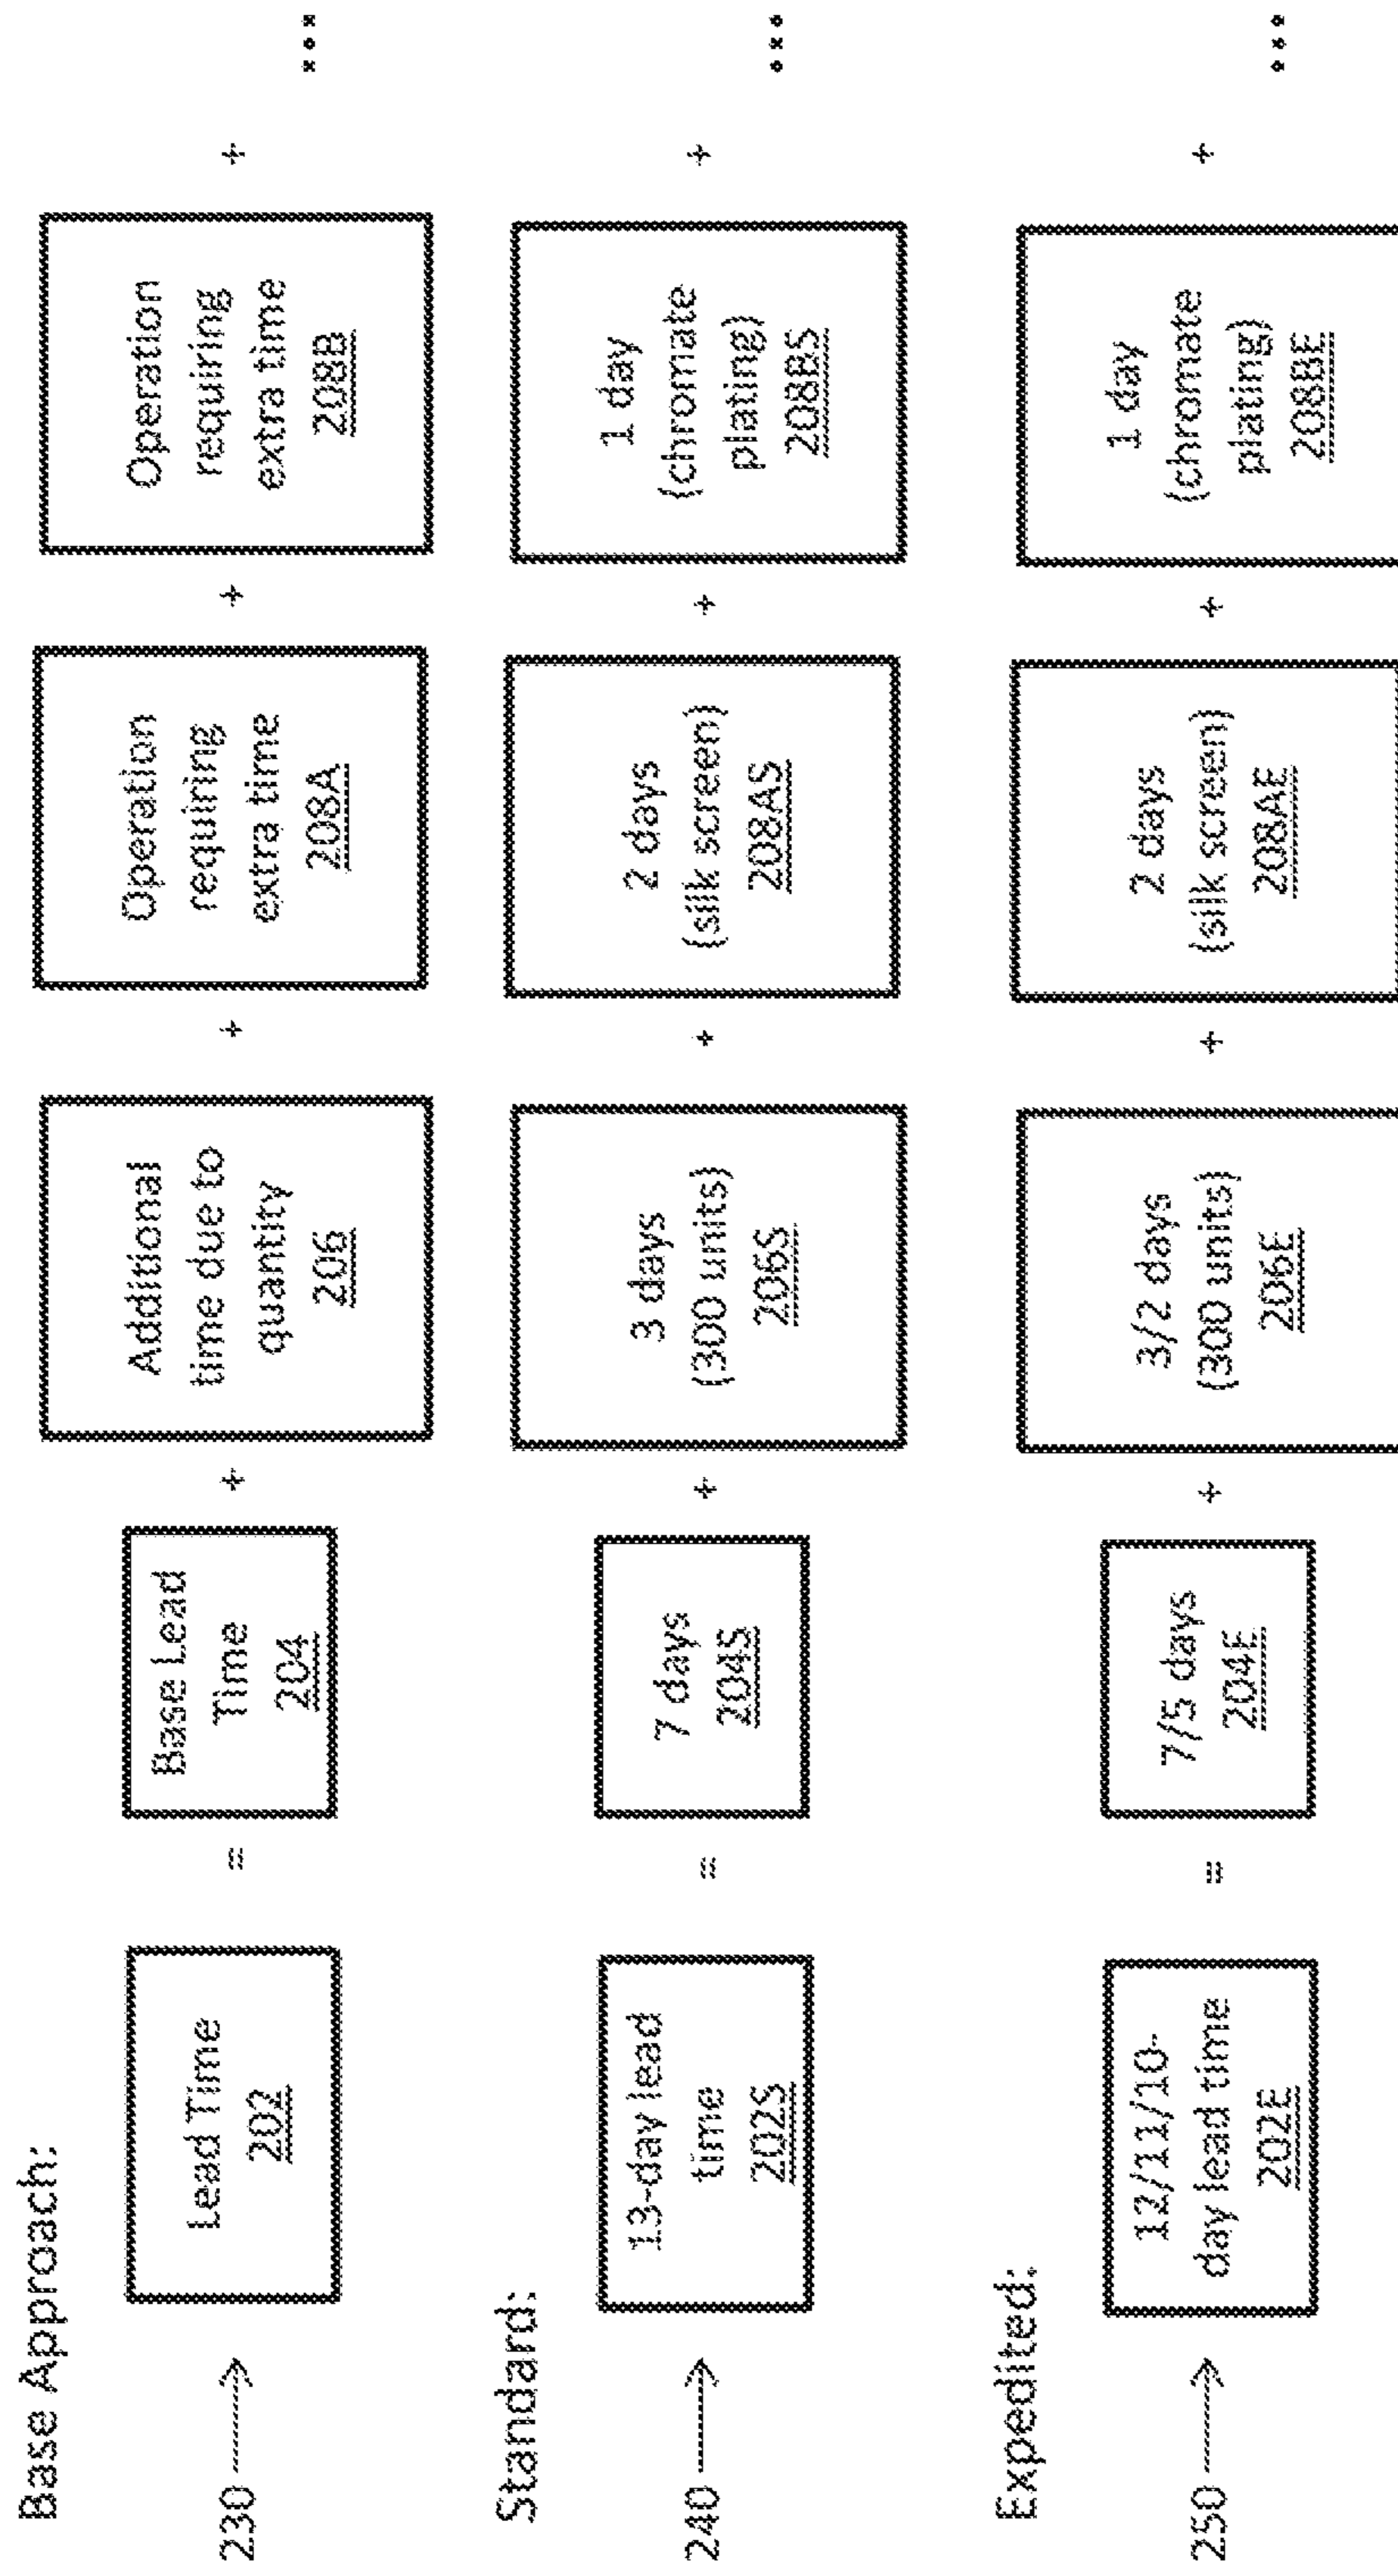 Base Approach:
230
Lead Time
202
=
Base Lead
Time
204
+
Additional
time due to
quantity
206
+
Operation
requiring
extra time
208A
+
Operation
requiring
extra time
208B
+
...
Standard:
240
13-day lead
time
202S
=
7 days
204S
+
3 days
(300 units)
206S
+
2 days
(silk screen)
208AS
+
1 day
(chromate
plating)
208BS
+
...
Expedited:
250
12/11/10-
day lead time
202E
=
7/5 days
204E
+
3/2 days
(300 units)
206E
+
2 days
(silk screen)
208AE
+
1 day
(chromate
plating)
208BE
+
...